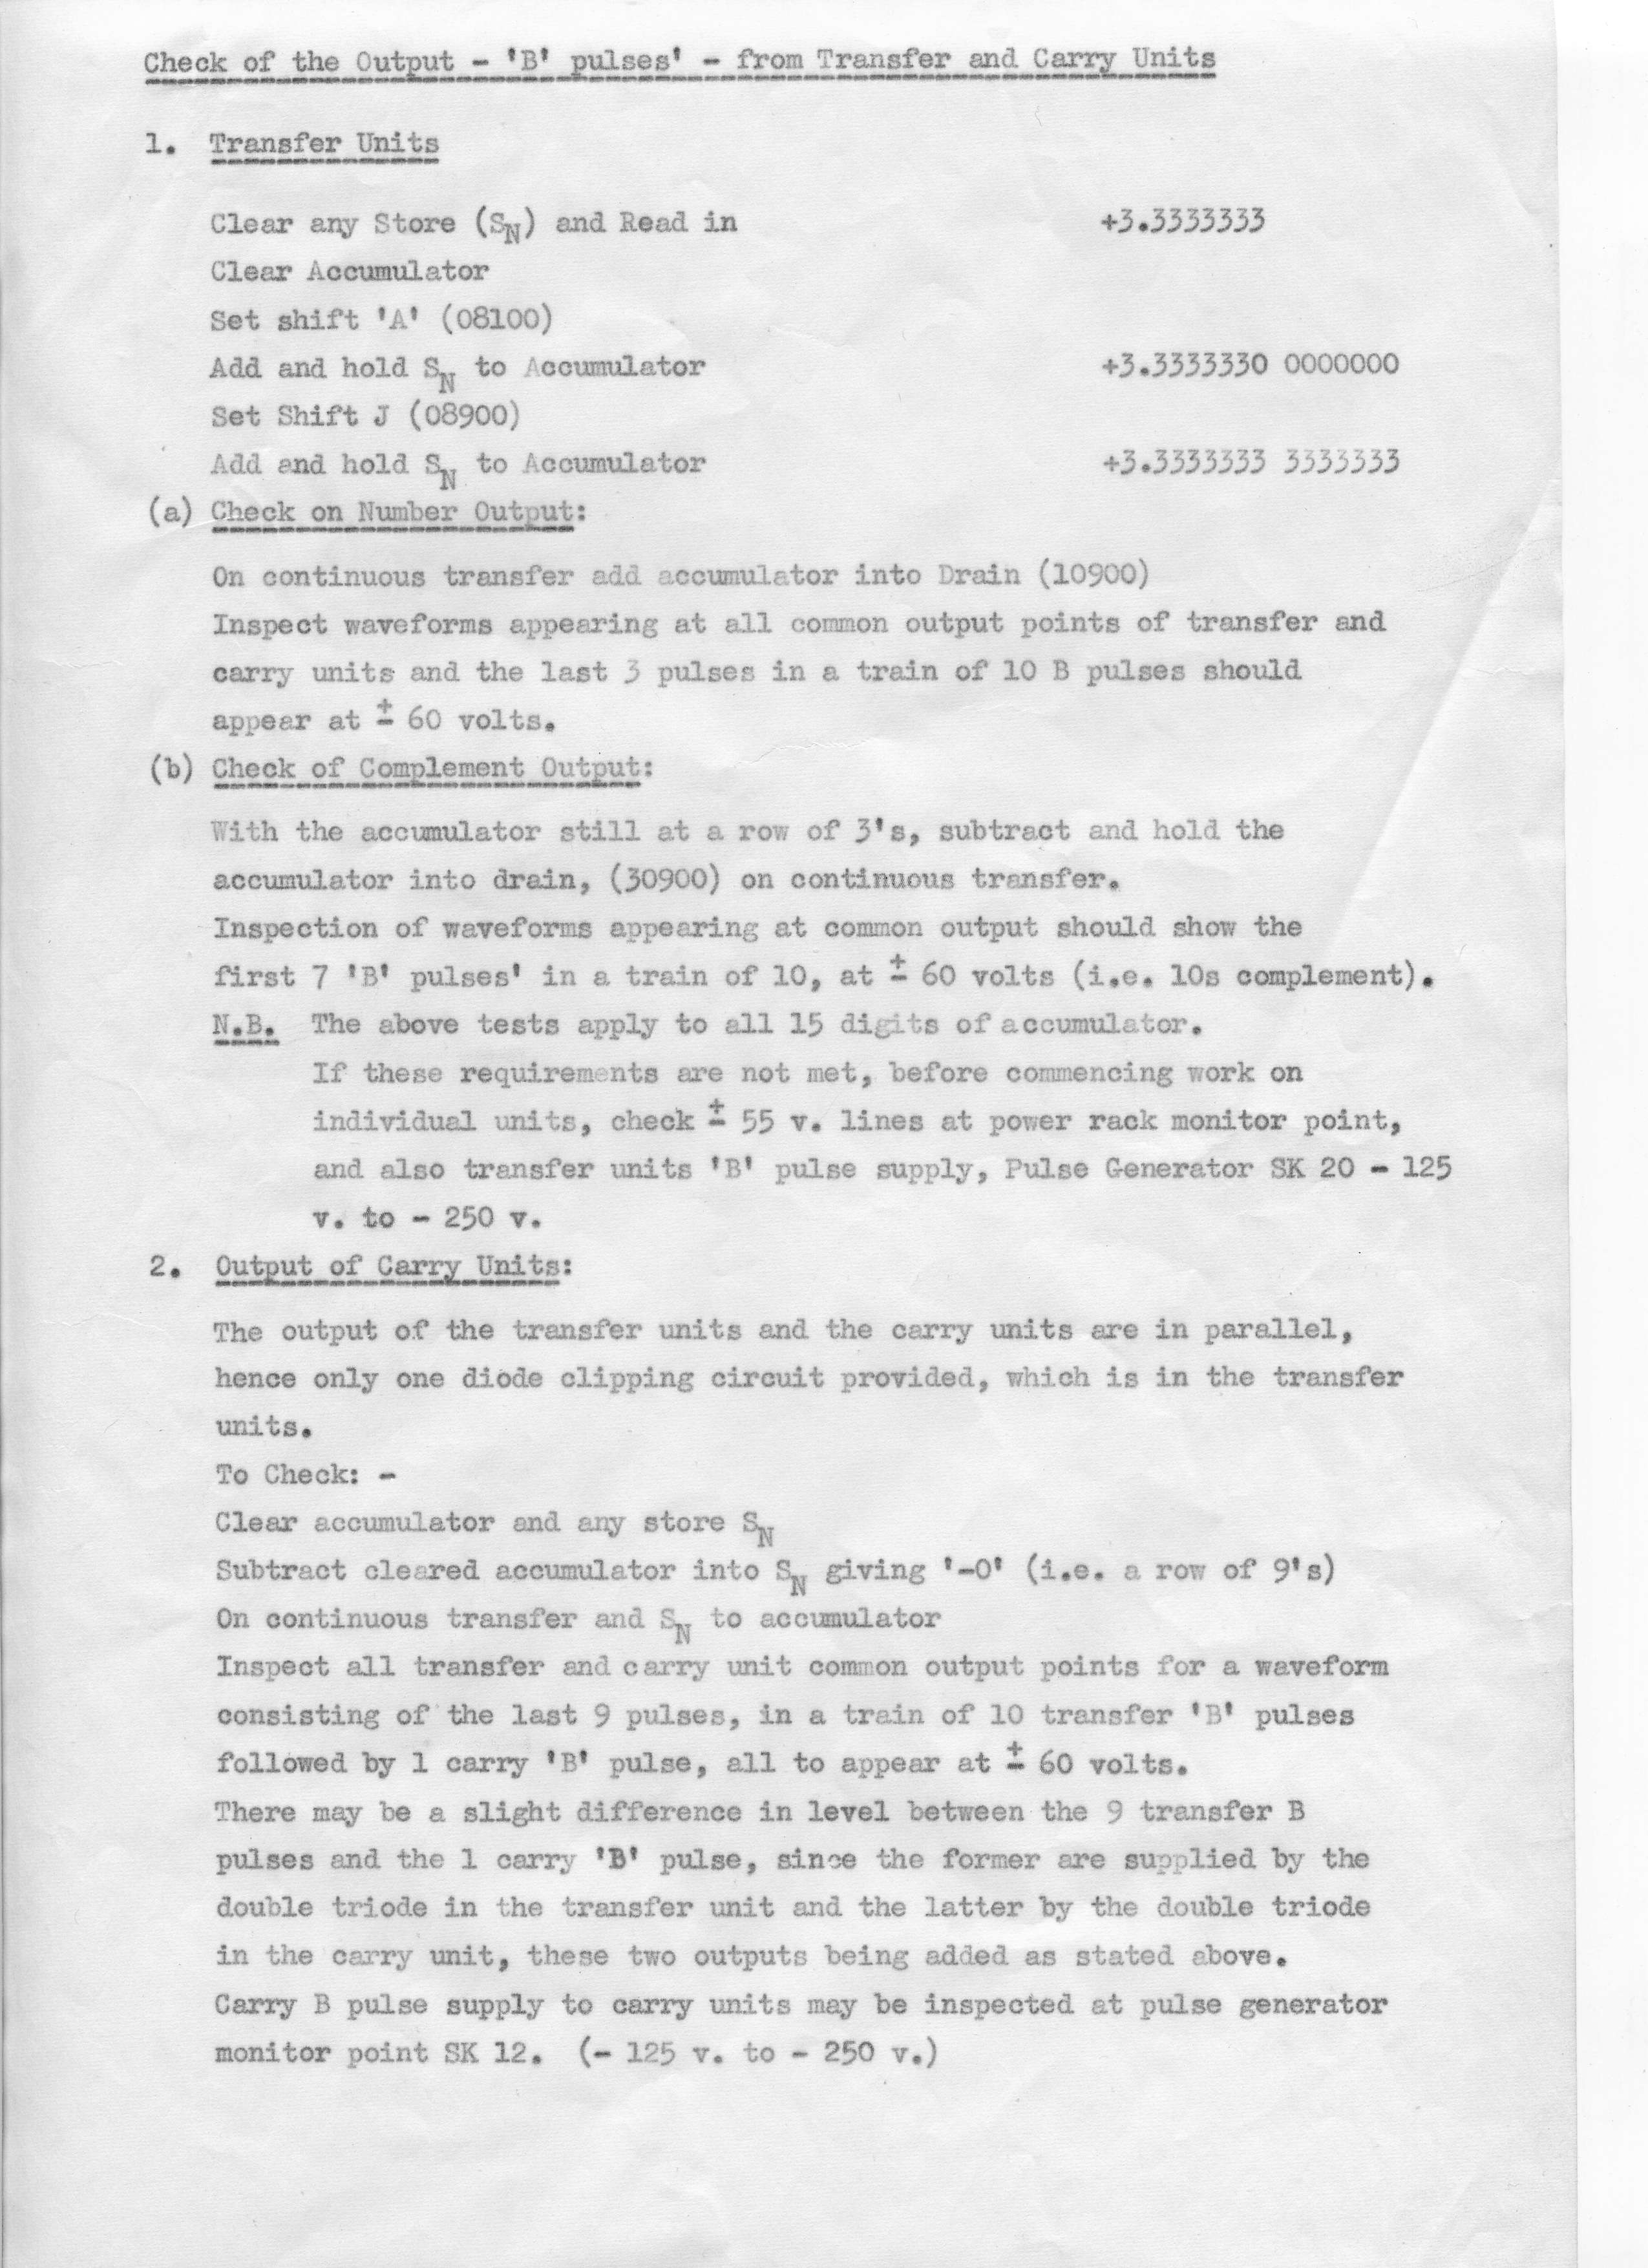 Check of the Output - 'B' pulses' - from Transfer and Carry Units
1. Transfer Units
Clear any Store (SN) and Read in +3.3333333
Clear Accumulator
Set shift 'A' (08100)
Add and hold SN to Accumulator +3.3333330 0000000
Set Shift J (08900)
Add and hold SN to Accumulator +3.3333333 3333333
(a) Check on Number Output:
On continuous transfer add accumulator into Drain (10900)
Inspect waveforms appearing at all common output points of transfer and
carry units and the last 3 pulses in a train of 10 B pulses should
appear at ± 60 volts.
(b) Check of Complement Output:
With the accumulator still at a row of 3's, subtract and hold the
accumulator into drain, (30900) on continuous transfer.
Inspection of waveforms appearing at common output should show the
first 7 'B' pulses' in a train of 10, at ± 60 volts (i.e. 10s complement).
N.B. The above tests apply to all 15 digits of accumulator.
If these requirements are not met, before commencing work on
individual units, check ± 55 v. lines at power rack monitor point,
and also transfer units 'B' pulse supply, Pulse Generator SK 20 - 125
v. to - 250 v.
2. Output of Carry Units:
The output of the transfer units and the carry units are in parallel,
hence only one diode clipping circuit provided, which is in the transfer
units.
To Check: -
Clear accumulator and any store SN
Subtract cleared accumulator into SN giving '-0' (i.e. a row of 9's)
On continuous transfer and SN to accumulator
Inspect all transfer and carry unit common output points for a waveform
consisting of the last 9 pulses, in a train of 10 transfer 'B' pulses
followed by 1 carry 'B' pulse, all to appear at ± 60 volts.
There may be a slight difference in level between the 9 transfer B
pulses and the 1 carry 'B' pulse, since the former are supplied by the
double triode in the transfer unit and the latter by the double triode
in the carry unit, these two outputs being added as stated above.
Carry B pulse supply to carry units may be inspected at pulse generator
monitor point SK 12. (- 125 v. to - 250 v.)